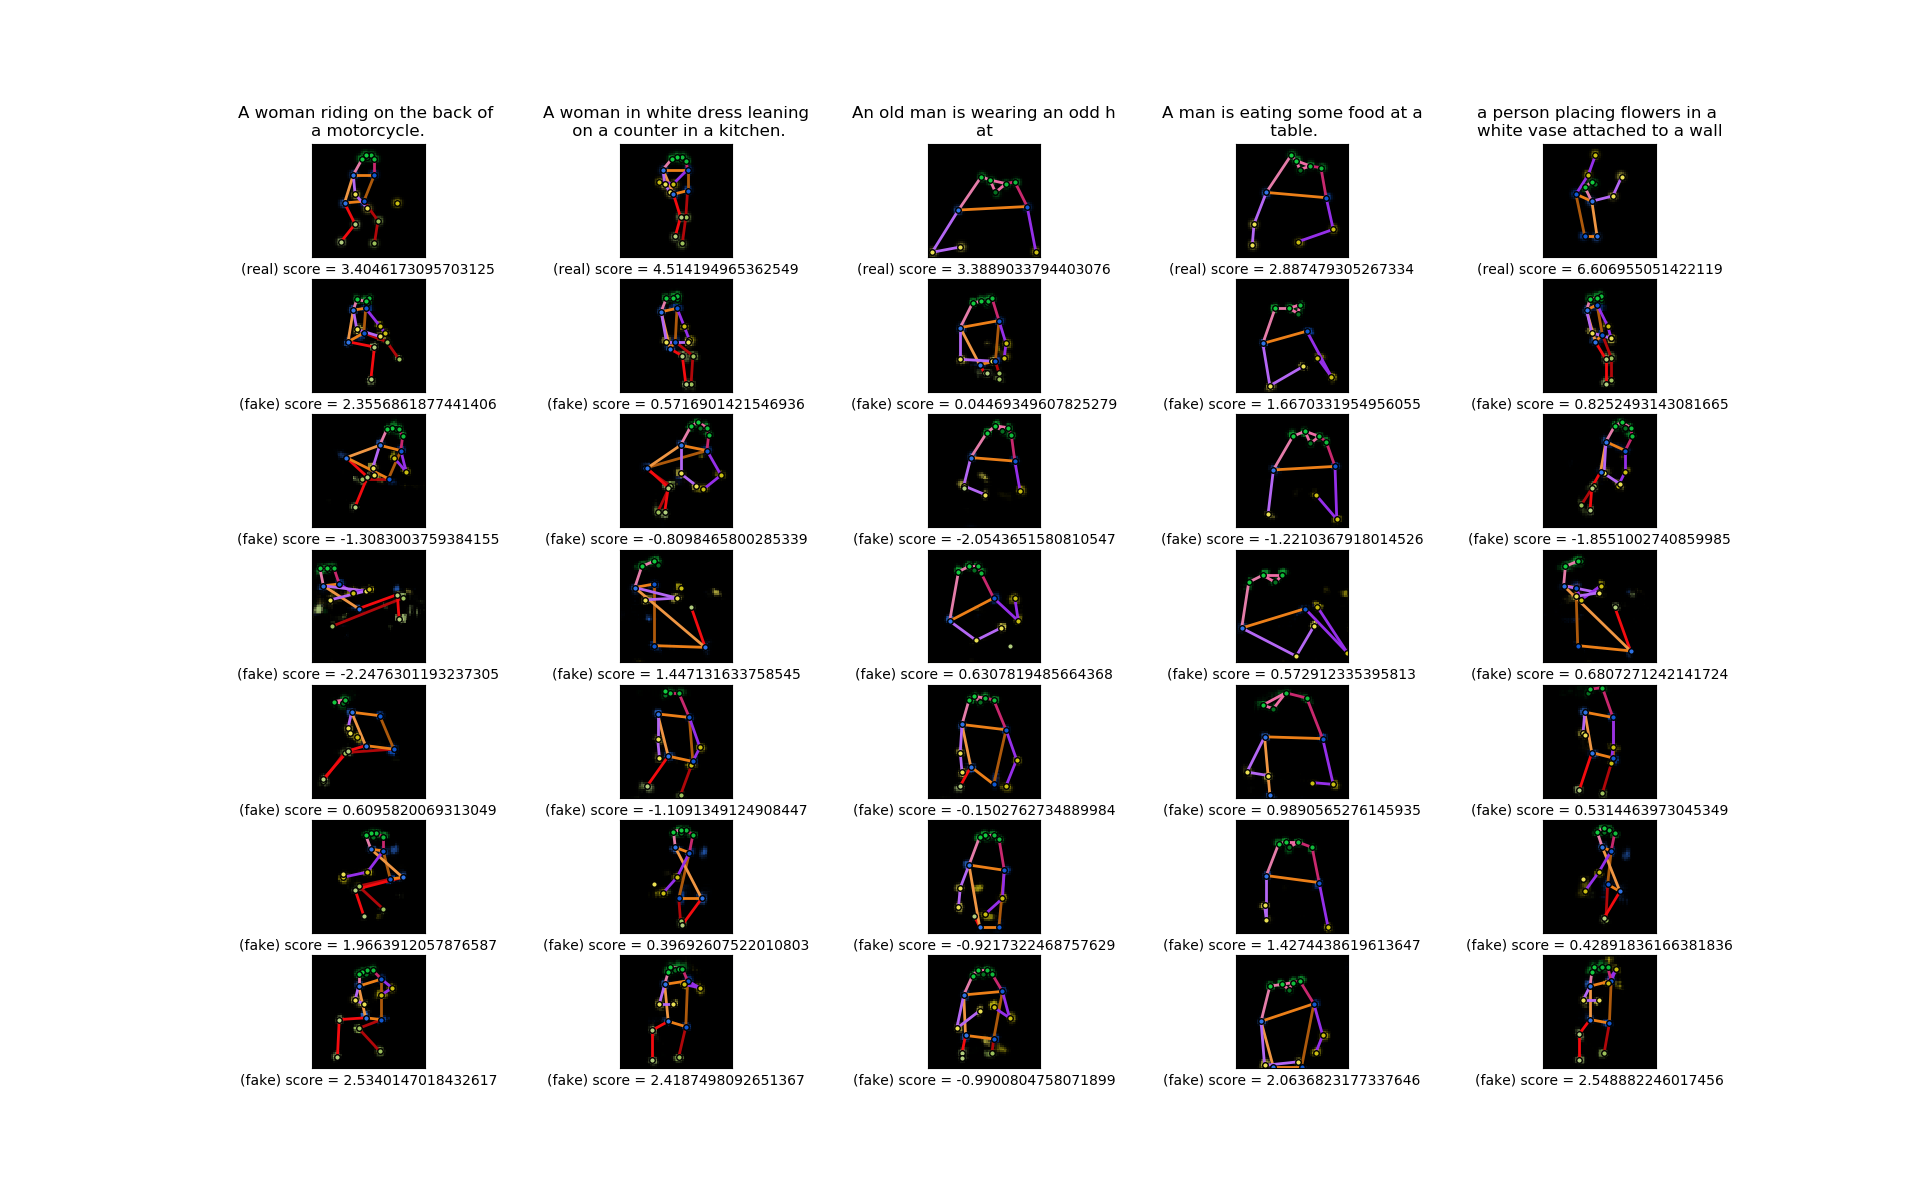 A woman riding on the back of
a motorcycle.
A woman in white dress leaning
on a counter in a kitchen.
An old man is wearing an odd h
at
A man is eating some food at a
table.
a person placing flowers in a
white vase attached to a wall
(real) score = 3.4046173095703125
(real) score = 4.514194965362549
(real) score = 3.3889033794403076
(real) score = 2.887479305267334
(real) score = 6.606955051422119
(fake) score = 2.3556861877441406
(fake) score = 0.5716901421546936
(fake) score = 0.04469349607825279
(fake) score = 1.6670331954956055
(fake) score = 0.8252493143081665
(fake) score = -1.3083003759384155
(fake) score = -0.8098465800285339
(fake) score = -2.0543651580810547
(fake) score = -1.2210367918014526
(fake) score = -1.8551002740859985
(fake) score = -2.2476301193237305
(fake) score = 1.447131633758545
(fake) score = 0.6307819485664368
(fake) score = 0.572912335395813
(fake) score = 0.6807271242141724
(fake) score = 0.6095820069313049
(fake) score = -1.1091349124908447
(fake) score = -0.1502762734889984
(fake) score = 0.9890565276145935
(fake) score = 0.5314463973045349
(fake) score = 1.9663912057876587
(fake) score = 0.39692607522010803
(fake) score = -0.9217322468757629
(fake) score = 1.4274438619613647
(fake) score = 0.42891836166381836
(fake) score = 2.5340147018432617
(fake) score = 2.4187498092651367
(fake) score = -0.9900804758071899
(fake) score = 2.0636823177337646
(fake) score = 2.548882246017456